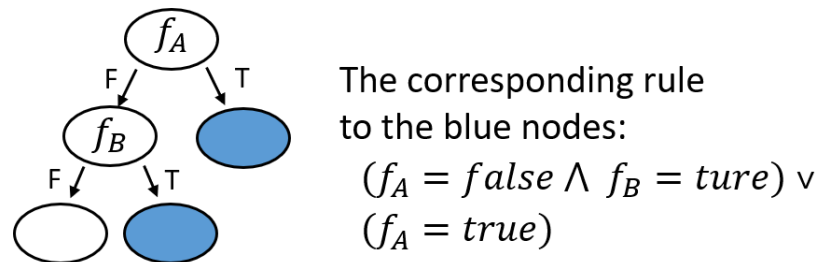 f_A
F T
f_B
F T
The corresponding rule
to the blue nodes:
(f_A = false ∧ f_B = ture) ∨
(f_A = true)